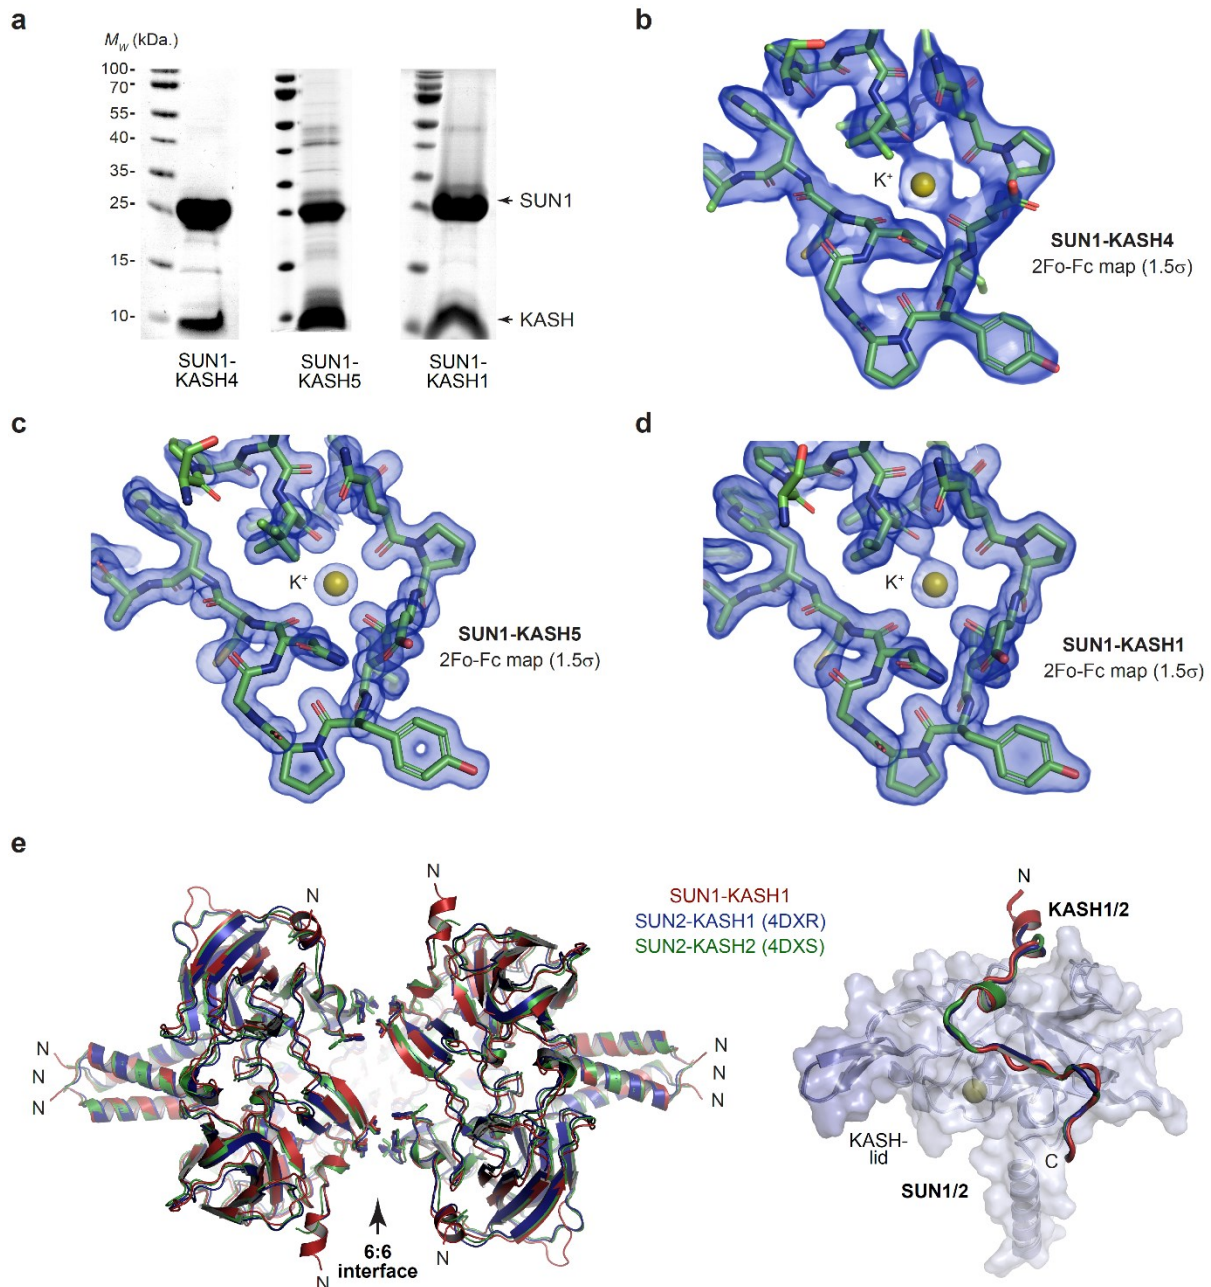 a
M_W (kDa.)
100-
70-
55-
40-
35-
25-
15-
10-
SUN1
KASH
SUN1-
KASH4
SUN1-
KASH5
SUN1-
KASH1
b
K⁺
SUN1-KASH4
2Fo-Fc map (1.5σ)
c
K⁺
SUN1-KASH5
2Fo-Fc map (1.5σ)
d
K⁺
SUN1-KASH1
2Fo-Fc map (1.5σ)
e
N
N
N
N
N
N
N
N
N
N
6:6
interface
SUN1-KASH1
SUN2-KASH1 (4DXR)
SUN2-KASH2 (4DXS)
N
KASH1/2
KASH-
lid
SUN1/2
C